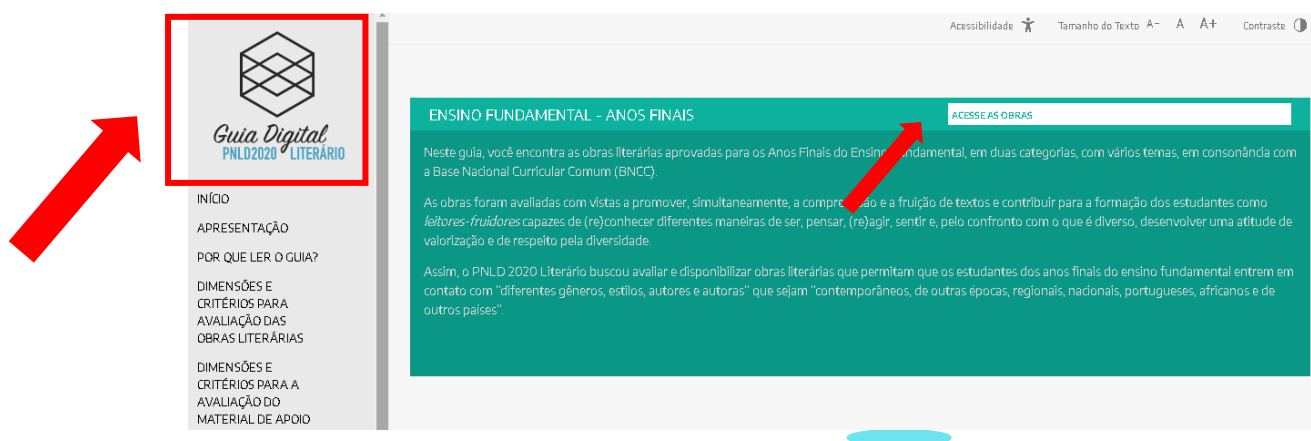 Acessibilidade Tamanho do Texto A- A A+ Contraste
Guia Digital
PNLD2020 LITERÁRIO
INÍCIO
APRESENTAÇÃO
POR QUE LER O GUIA?
DIMENSÕES E
CRITÉRIOS PARA
AVALIAÇÃO DAS
OBRAS LITERÁRIAS
DIMENSÕES E
CRITÉRIOS PARA A
AVALIAÇÃO DO
MATERIAL DE APOIO
ENSINO FUNDAMENTAL - ANOS FINAIS
ACESSE AS OBRAS
Neste guia, você encontra as obras literárias aprovadas para os Anos Finais do Ensino Fundamental, em duas categorias, com vários temas, em consonância com
a Base Nacional Curricular Comum (BNCC).
As obras foram avaliadas com vistas a promover, simultaneamente, a compreensão e a fruição de textos e contribuir para a formação dos estudantes como
leitores-fruidores capazes de (re)conhecer diferentes maneiras de ser, pensar, (re)agir, sentir e, pelo confronto com o que é diverso, desenvolver uma atitude de
valorização e de respeito pela diversidade.
Assim, o PNLD 2020 Literário buscou avaliar e disponibilizar obras literárias que permitam que os estudantes dos anos finais do ensino fundamental entrem em
contato com "diferentes gêneros, estilos, autores e autoras" que sejam "contemporâneos, de outras épocas, regionais, nacionais, portugueses, africanos e de
outros países".